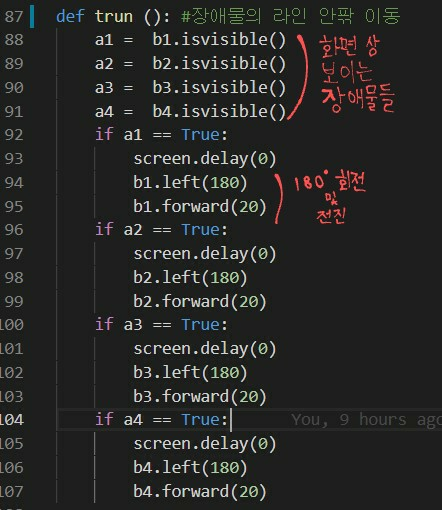 87 def trun (): #장애물의 라인 안팎 이동
88 a1 =  b1.isvisible()
89 a2 =  b2.isvisible()
90 a3 =  b3.isvisible()
91 a4 =  b4.isvisible()
화면 상
보이는
장애물들
92 if a1 == True:
93 screen.delay(0)
94 b1.left(180)
95 b1.forward(20)
180° 회전
및
전진
96 if a2 == True:
97 screen.delay(0)
98 b2.left(180)
99 b2.forward(20)
100 if a3 == True:
101 screen.delay(0)
102 b3.left(180)
103 b3.forward(20)
104 if a4 == True: You, 9 hours ago
105 screen.delay(0)
106 b4.left(180)
107 b4.forward(20)